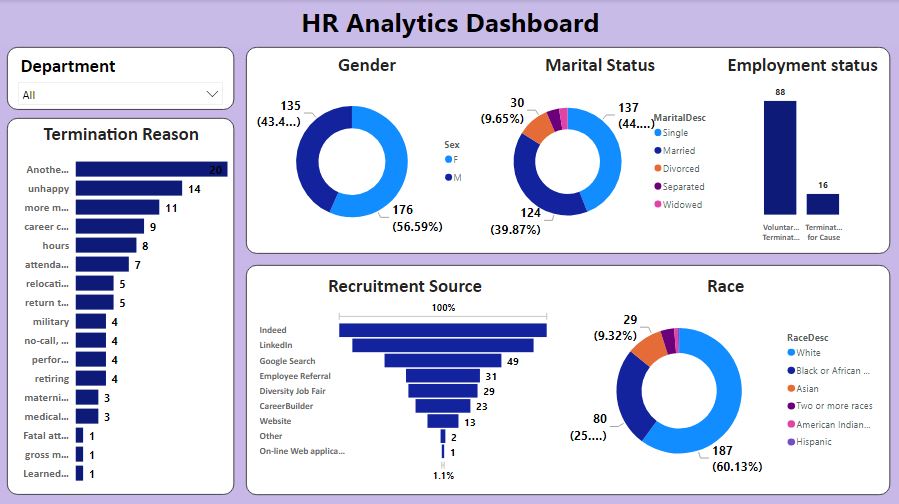 HR Analytics Dashboard
Department
All
Termination Reason
Anothe... 20
unhappy 14
more m... 11
career c... 9
hours 8
attenda... 7
relocati... 5
return t... 5
military 4
no-call, ... 4
perfor... 4
retiring 4
materni... 3
medical... 3
Fatal att... 1
gross m... 1
Learned... 1
Gender
135
(43.4...)
176
(56.59%)
Sex
F
M
Marital Status
30
(9.65%)
137
(44....)
124
(39.87%)
MaritalDesc
Single
Married
Divorced
Separated
Widowed
Employment status
88
16
Voluntar...
Terminat...
Terminat...
for Cause
Recruitment Source
100%
Indeed
LinkedIn
Google Search 49
Employee Referral 31
Diversity Job Fair 29
CareerBuilder 23
Website 13
Other 2
On-line Web applica... 1
1.1%
Race
29
(9.32%)
80
(25....)
187
(60.13%)
RaceDesc
White
Black or African ...
Asian
Two or more races
American Indian...
Hispanic